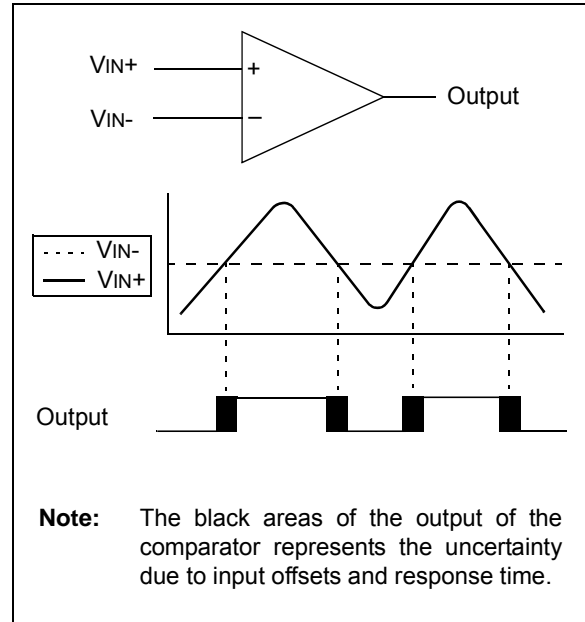 VIN+
VIN-
+
–
Output
VIN-
VIN+
Output
Note: The black areas of the output of the
comparator represents the uncertainty
due to input offsets and response time.